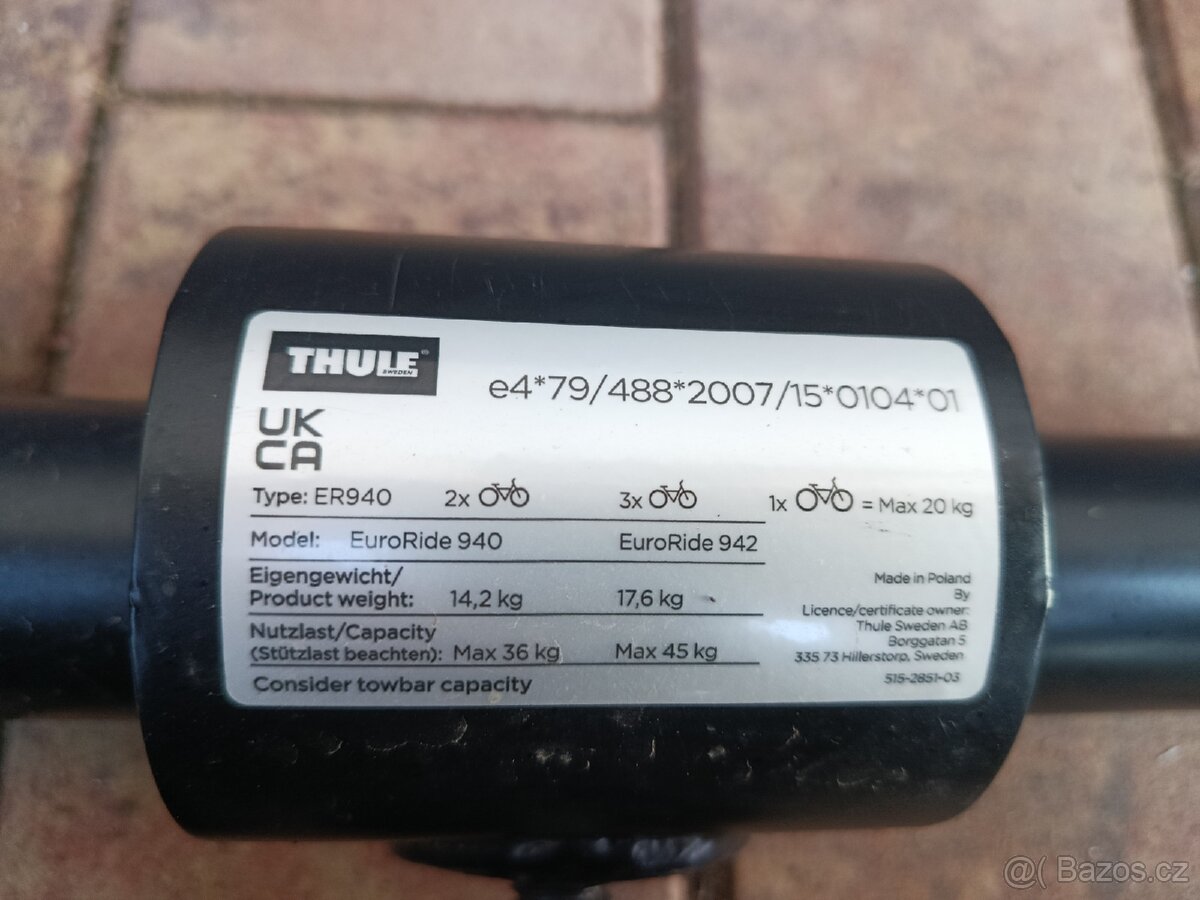 THULE®
SWEDEN
e4*79/488*2007/15*0104*01
UK
CA
Type: ER940 2x 3x 1x = Max 20 kg
Model: EuroRide 940 EuroRide 942
Eigengewicht/
Product weight: 14,2 kg 17,6 kg
Nutzlast/Capacity
(Stützlast beachten): Max 36 kg Max 45 kg
Consider towbar capacity
Made in Poland
By
Licence/certificate owner:
Thule Sweden AB
Borggatan 5
335 73 Hillerstorp, Sweden
515-2851-03
@( Bazos.cz